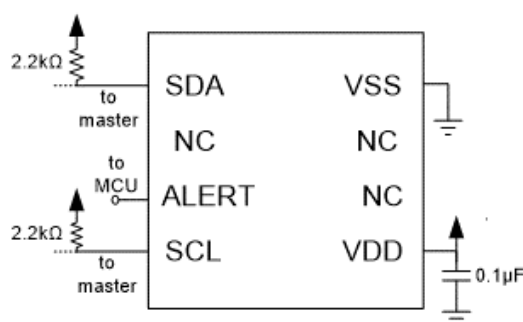 2.2kΩ
SDA
VSS
to
master
NC
NC
to
MCU
ALERT
NC
2.2kΩ
SCL
VDD
to
master
0.1µF